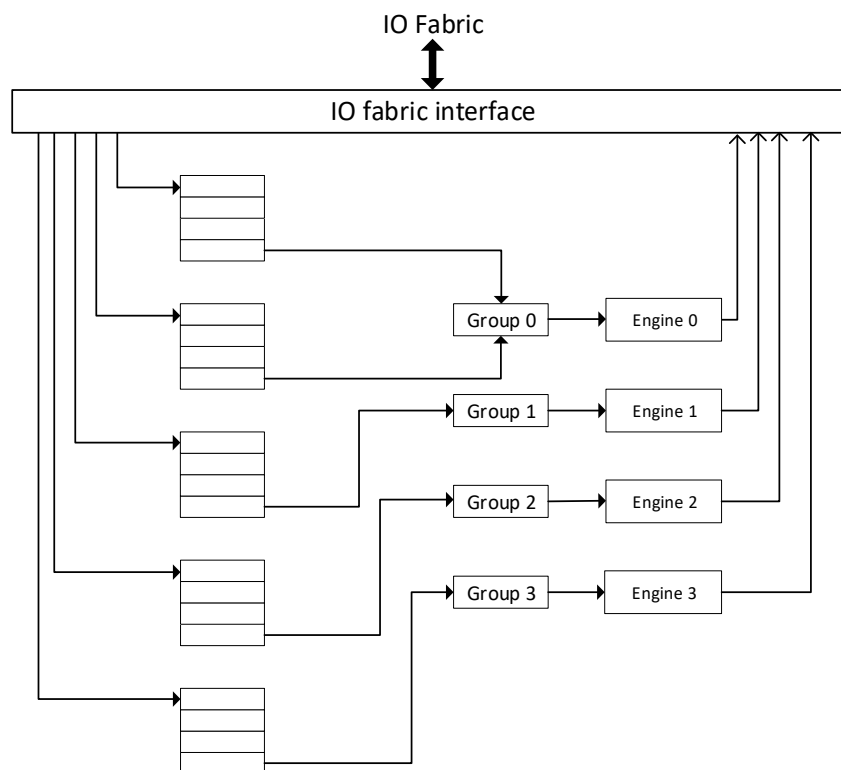 IO Fabric
IO fabric interface
Group 0
Engine 0
Group 1
Engine 1
Group 2
Engine 2
Group 3
Engine 3